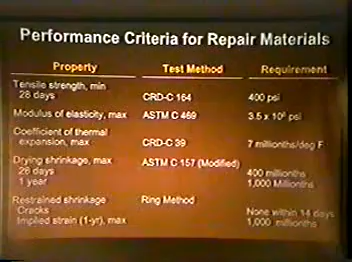 Performance Criteria for Repair Materials
Property Test Method Requirement
Tensile strength, min
28 days CRD-C 164 400 psi
Modulus of elasticity, max ASTM C 469 3.5 x 10⁶ psi
Coefficient of thermal
expansion, max CRD-C 39 7 millionths/deg F
Drying shrinkage, max ASTM C 157 (Modified)
28 days 400 millionths
1 year 1,000 Millionths
Restrained shrinkage Ring Method
Cracks None within 14 days
Implied strain (1-yr), max 1,000 millionths